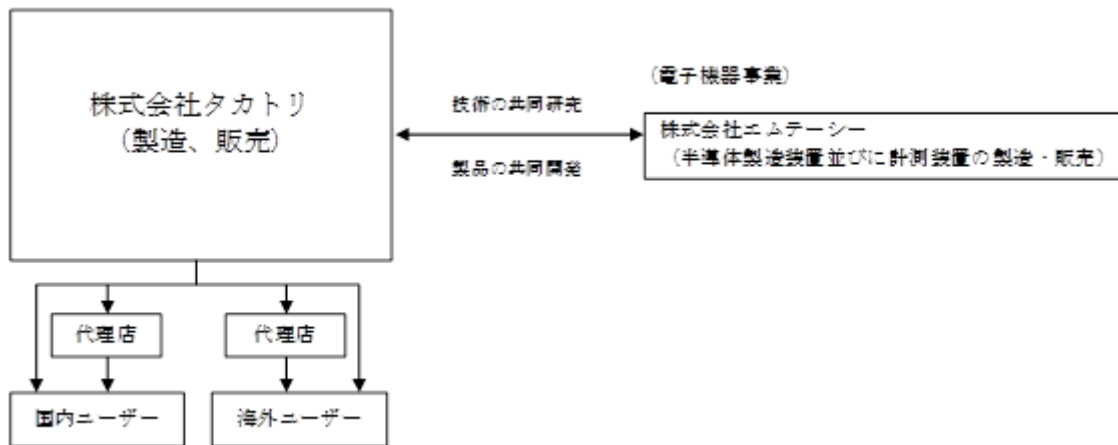 株式会社タカトリ
（製造、販売）
（電子機器事業）
技術の共同研究
株式会社エムテーシー
（半導体製造装置並びに計測装置の製造・販売）
製品の共同開発
代理店
代理店
国内ユーザー
海外ユーザー